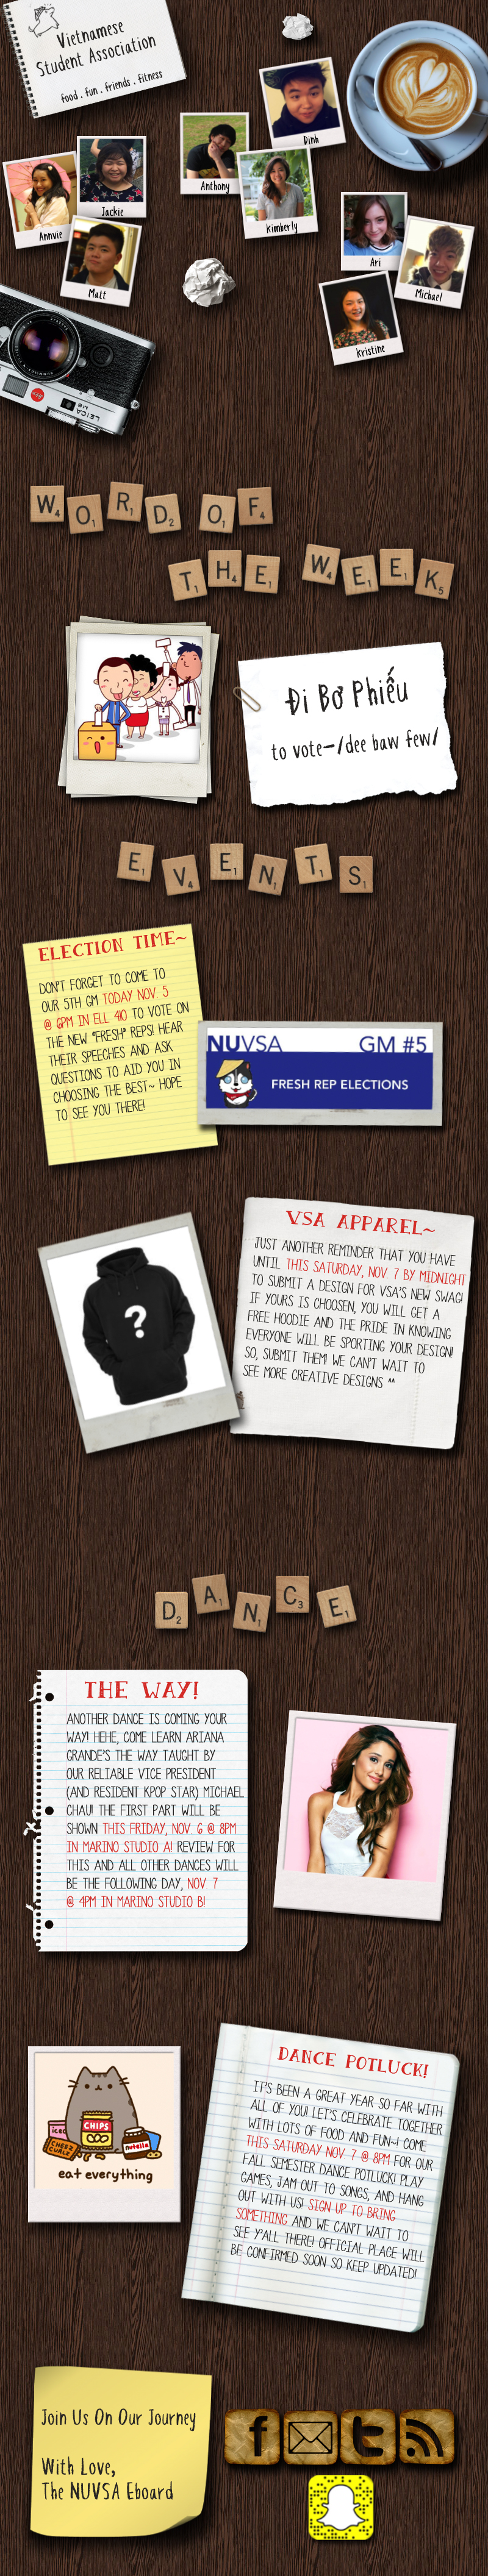 Vietnamese
Student Association
food . fun . friends . fitness
Dinh
Anthony
Kimberly
Jackie
Annvie
Matt
Ari
Michael
Kristine
LEICA
M8
WORD OF
THE WEEK
Đi Bơ Phiếu
to vote-/dee baw few/
EVENTS
ELECTION TIME~
DON'T FORGET TO COME TO
OUR 5TH GM TODAY NOV. 5
@ 6PM IN ELL 410 TO VOTE ON
THE NEW "FRESH" REPS! HEAR
THEIR SPEECHES AND ASK
QUESTIONS TO AID YOU IN
CHOOSING THE BEST~ HOPE
TO SEE YOU THERE!
NUVSA GM #5
FRESH REP ELECTIONS
VSA APPAREL~
JUST ANOTHER REMINDER THAT YOU HAVE
UNTIL THIS SATURDAY, NOV. 7 BY MIDNIGHT
TO SUBMIT A DESIGN FOR VSA'S NEW SWAG!
IF YOURS IS CHOOSEN, YOU WILL GET A
FREE HOODIE AND THE PRIDE IN KNOWING
EVERYONE WILL BE SPORTING YOUR DESIGN!
SO, SUBMIT THEM! WE CAN'T WAIT TO
SEE MORE CREATIVE DESIGNS ^^
?
DANCE
THE WAY!
ANOTHER DANCE IS COMING YOUR
WAY! HEHE, COME LEARN ARIANA
GRANDE'S THE WAY TAUGHT BY
OUR RELIABLE VICE PRESIDENT
(AND RESIDENT KPOP STAR) MICHAEL
CHAU! THE FIRST PART WILL BE
SHOWN THIS FRIDAY, NOV. 6 @ 8PM
IN MARINO STUDIO A! REVIEW FOR
THIS AND ALL OTHER DANCES WILL
BE THE FOLLOWING DAY, NOV. 7
@ 4PM IN MARINO STUDIO B!
DANCE POTLUCK!
IT'S BEEN A GREAT YEAR SO FAR WITH
ALL OF YOU! LET'S CELEBRATE TOGETHER
WITH LOTS OF FOOD AND FUN~! COME
THIS SATURDAY NOV. 7 @ 8PM FOR OUR
FALL SEMESTER DANCE POTLUCK! PLAY
GAMES, JAM OUT TO SONGS, AND HANG
OUT WITH US! SIGN UP TO BRING
SOMETHING AND WE CAN'T WAIT TO
SEE Y'ALL THERE! OFFICIAL PLACE WILL
BE CONFIRMED SOON SO KEEP UPDATED!
CHIPS
CHEEZ
CURLZ
nutella
eat everything
Join Us On Our Journey
With Love,
The NUVSA Eboard